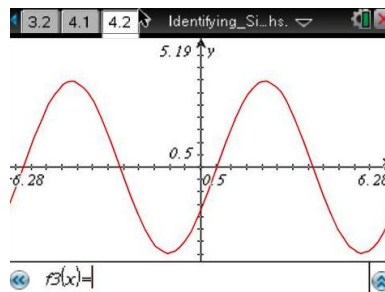 3.2 4.1 4.2 Identifying_Si...hs.
5.19 y
0.5
-6.28 0.5 6.28
f3(x)=